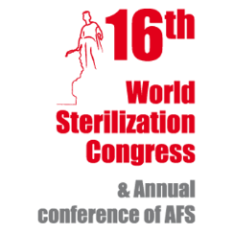 16th
World
Sterilization
Congress
& Annual
conference of AFS